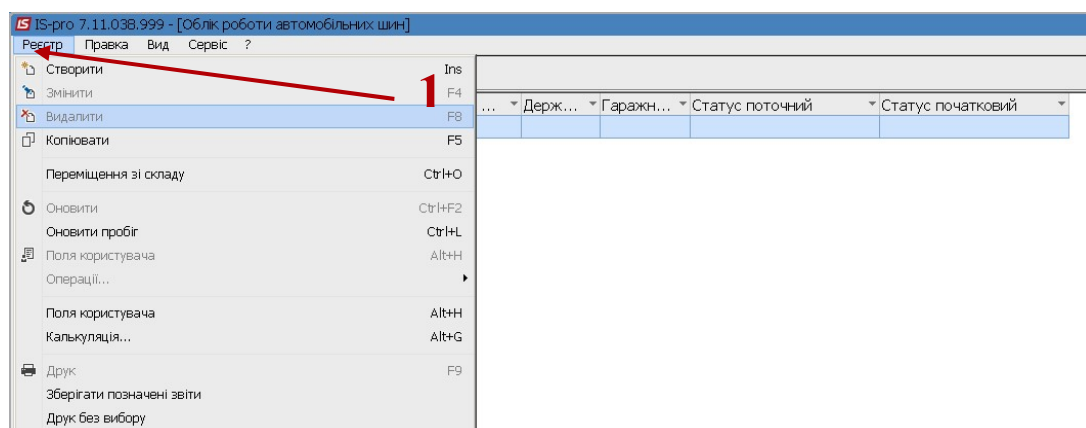 IS IS-pro 7.11.038.999 - [Облік роботи автомобільних шин]
Реєстр Правка Вид Сервіс ?
Створити Ins
1
Змінити F4
... Держ... Гаражн... Статус поточний Статус початковий
Видалити F8
Копіювати F5
Переміщення зі складу Ctrl+O
Оновити Ctrl+F2
Оновити пробіг Ctrl+L
Поля користувача Alt+H
Операції...
Поля користувача Alt+H
Калькуляція... Alt+G
Друк F9
Зберігати позначені звіти
Друк без вибору